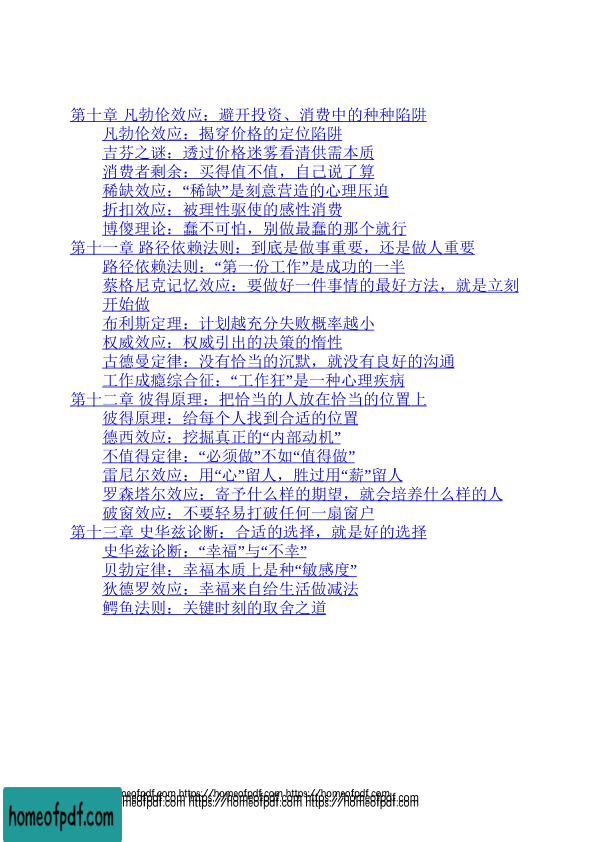 第十章 凡勃伦效应：避开投资、消费中的种种陷阱
凡勃伦效应：揭穿价格的定位陷阱
吉芬之谜：透过价格迷雾看清供需本质
消费者剩余：买得值不值，自己说了算
稀缺效应：“稀缺”是刻意营造的心理压迫
折扣效应：被理性驱使的感性消费
博傻理论：蠢不可怕，别做最蠢的那个就行
第十一章 路径依赖法则：到底是做事重要，还是做人重要
路径依赖法则：“第一份工作”是成功的一半
蔡格尼克记忆效应：要做好一件事情的最好方法，就是立刻
开始做
布利斯定理：计划越充分失败概率越小
权威效应：权威引出的决策的惰性
古德曼定律：没有恰当的沉默，就没有良好的沟通
工作成瘾综合征：“工作狂”是一种心理疾病
第十二章 彼得原理：把恰当的人放在恰当的位置上
彼得原理：给每个人找到合适的位置
德西效应：挖掘真正的“内部动机”
不值得定律：“必须做”不如“值得做”
雷尼尔效应：用“心”留人，胜过用“薪”留人
罗森塔尔效应：寄予什么样的期望，就会培养什么样的人
破窗效应：不要轻易打破任何一扇窗户
第十三章 史华兹论断：合适的选择，就是好的选择
史华兹论断：“幸福”与“不幸”
贝勃定律：幸福本质上是种“敏感度”
狄德罗效应：幸福来自给生活做减法
鳄鱼法则：关键时刻的取舍之道
homeofpdf.com https://homeofpdf.com https://homeofpdf.com
homeofpdf.com https://homeofpdf.com https://homeofpdf.com
homeofpdf.com